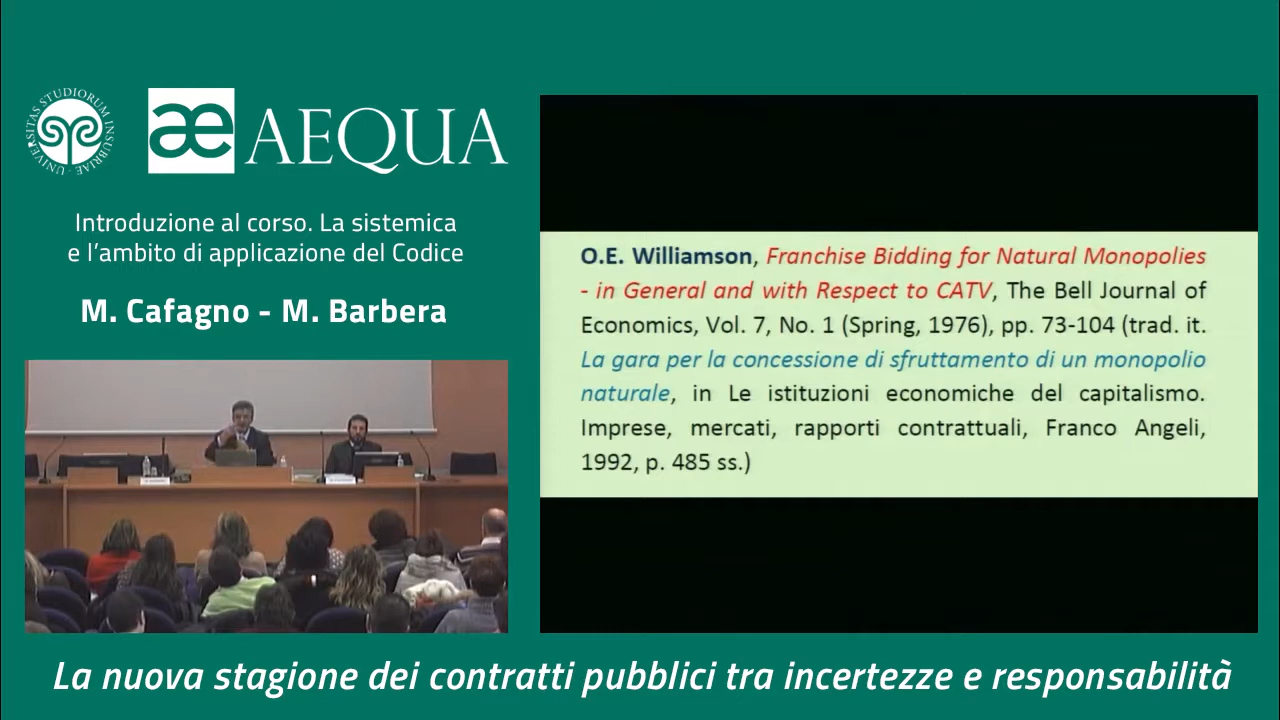 UNIVERSITAS STUDIORUM INSUBRIAE
æ AEQUA
Introduzione al corso. La sistemica
e l’ambito di applicazione del Codice
M. Cafagno - M. Barbera
O.E. Williamson, Franchise Bidding for Natural Monopolies
- in General and with Respect to CATV, The Bell Journal of
Economics, Vol. 7, No. 1 (Spring, 1976), pp. 73-104 (trad. it.
La gara per la concessione di sfruttamento di un monopolio
naturale, in Le istituzioni economiche del capitalismo.
Imprese, mercati, rapporti contrattuali, Franco Angeli,
1992, p. 485 ss.)
La nuova stagione dei contratti pubblici tra incertezze e responsabilità